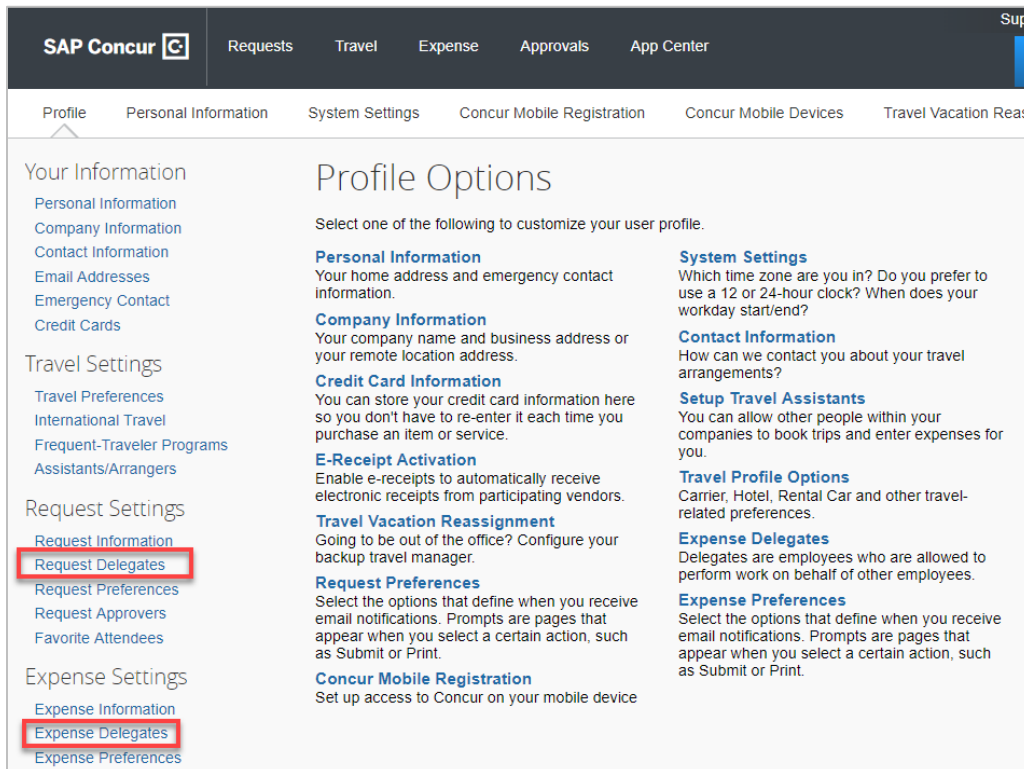 Sup
SAP Concur
Requests Travel Expense Approvals App Center
Profile Personal Information System Settings Concur Mobile Registration Concur Mobile Devices Travel Vacation Reas
Your Information
Personal Information
Company Information
Contact Information
Email Addresses
Emergency Contact
Credit Cards
Travel Settings
Travel Preferences
International Travel
Frequent-Traveler Programs
Assistants/Arrangers
Request Settings
Request Information
Request Delegates
Request Preferences
Request Approvers
Favorite Attendees
Expense Settings
Expense Information
Expense Delegates
Expense Preferences
Profile Options
Select one of the following to customize your user profile.
Personal Information
Your home address and emergency contact
information.
Company Information
Your company name and business address or
your remote location address.
Credit Card Information
You can store your credit card information here
so you don't have to re-enter it each time you
purchase an item or service.
E-Receipt Activation
Enable e-receipts to automatically receive
electronic receipts from participating vendors.
Travel Vacation Reassignment
Going to be out of the office? Configure your
backup travel manager.
Request Preferences
Select the options that define when you receive
email notifications. Prompts are pages that
appear when you select a certain action, such
as Submit or Print.
Concur Mobile Registration
Set up access to Concur on your mobile device
System Settings
Which time zone are you in? Do you prefer to
use a 12 or 24-hour clock? When does your
workday start/end?
Contact Information
How can we contact you about your travel
arrangements?
Setup Travel Assistants
You can allow other people within your
companies to book trips and enter expenses for
you.
Travel Profile Options
Carrier, Hotel, Rental Car and other travel-
related preferences.
Expense Delegates
Delegates are employees who are allowed to
perform work on behalf of other employees.
Expense Preferences
Select the options that define when you receive
email notifications. Prompts are pages that
appear when you select a certain action, such
as Submit or Print.